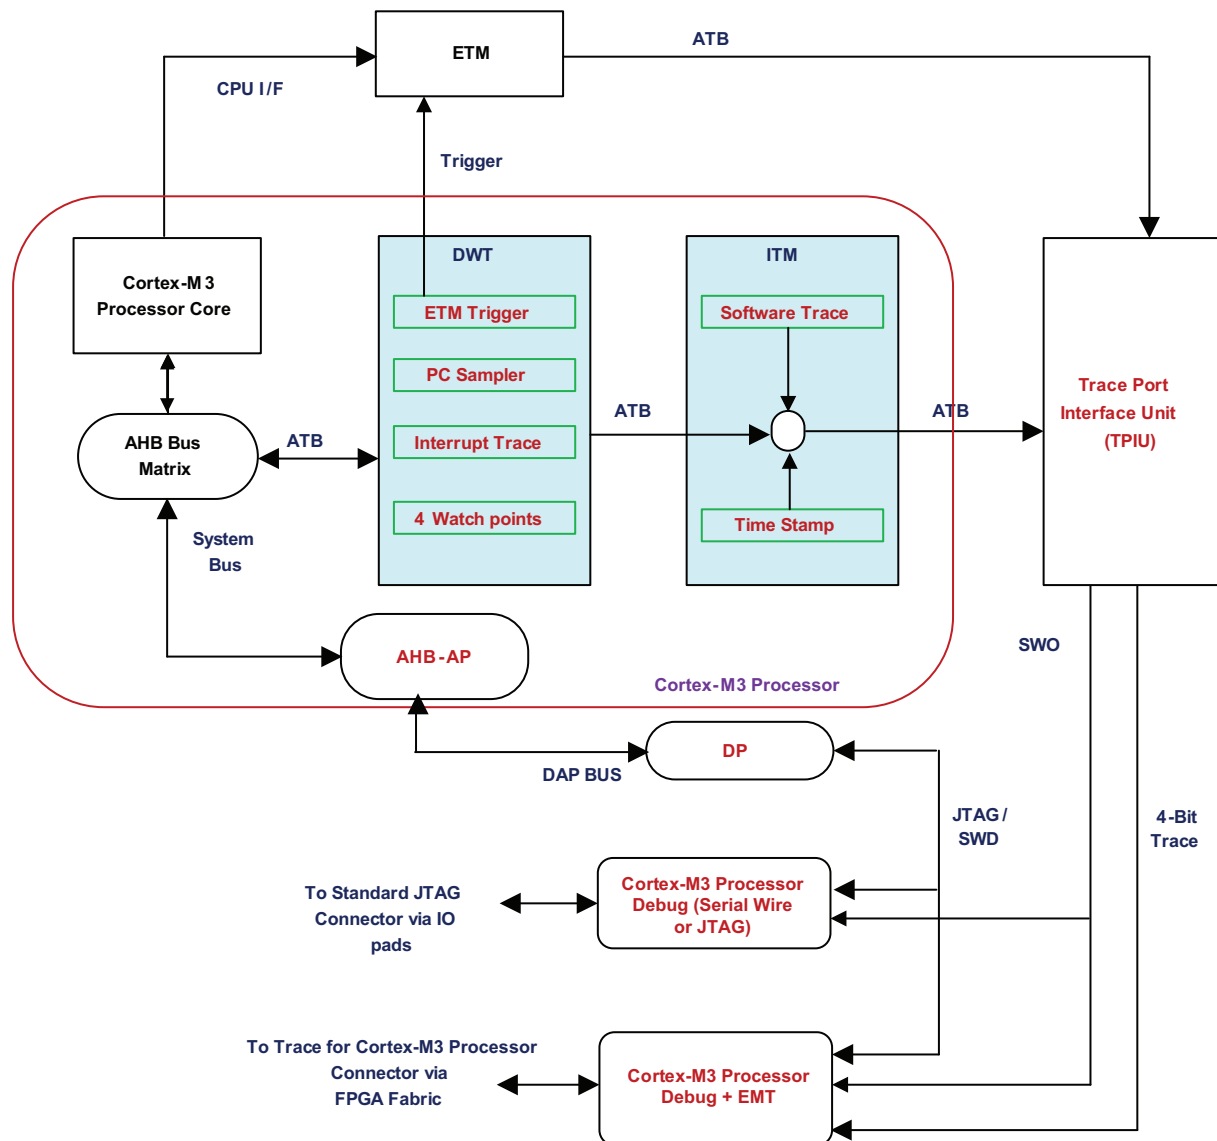 ETM
ATB
CPU I/F
Trigger
Cortex-M3
Processor Core
DWT
ETM Trigger
PC Sampler
Interrupt Trace
4 Watch points
ITM
Software Trace
Time Stamp
ATB
ATB
ATB
Trace Port
Interface Unit
(TPIU)
AHB Bus
Matrix
System
Bus
AHB-AP
Cortex-M3 Processor
SWO
DP
DAP BUS
JTAG/
SWD
4-Bit
Trace
To Standard JTAG
Connector via IO
pads
Cortex-M3 Processor
Debug (Serial Wire
or JTAG)
To Trace for Cortex-M3 Processor
Connector via
FPGA Fabric
Cortex-M3 Processor
Debug + EMT